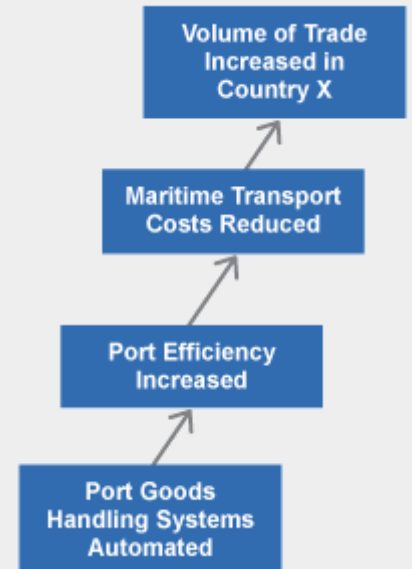 Volume of Trade
Increased in
Country X
Maritime Transport
Costs Reduced
Port Efficiency
Increased
Port Goods
Handling Systems
Automated